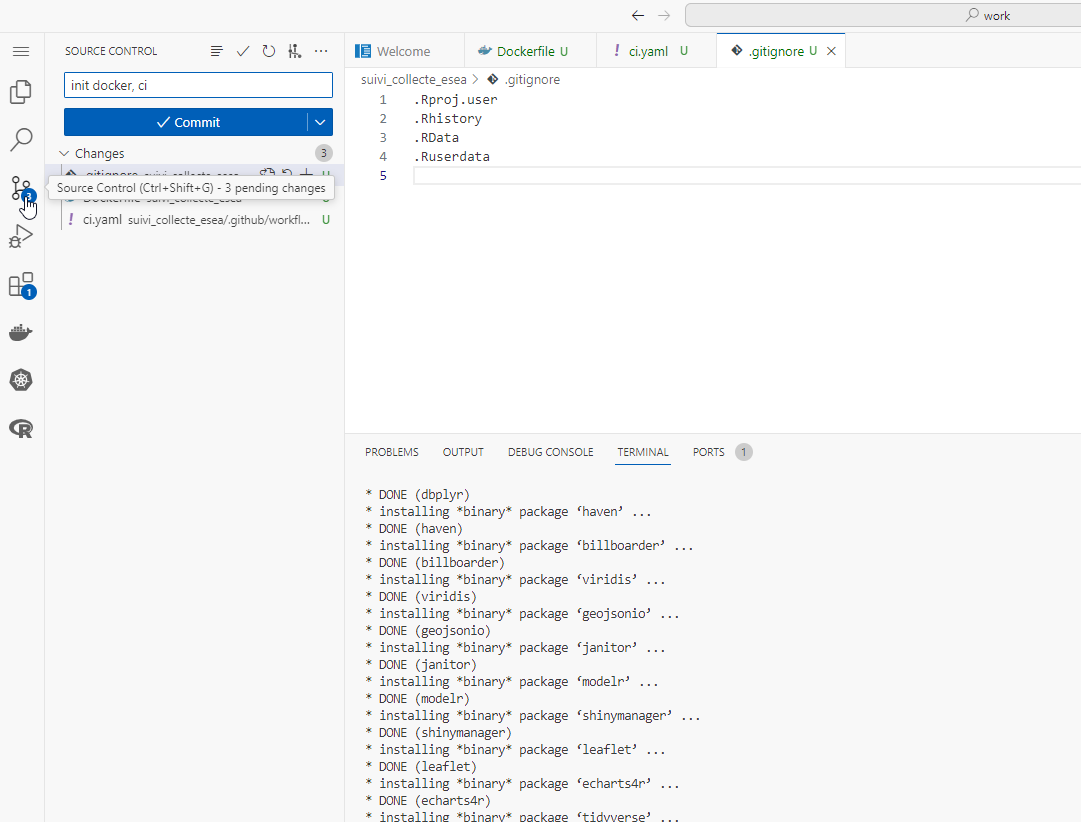 work
SOURCE CONTROL
init docker, ci
Commit
Changes 3
.gitignore suivi_collecte_esea U
Source Control (Ctrl+Shift+G) - 3 pending changes
3
Dockerfile suivi_collecte_esea U
! ci.yaml suivi_collecte_esea/.github/workfl... U
1
Welcome
Dockerfile U
! ci.yaml U
.gitignore U
suivi_collecte_esea > .gitignore
1 .Rproj.user
2 .Rhistory
3 .RData
4 .Ruserdata
5
PROBLEMS OUTPUT DEBUG CONSOLE TERMINAL PORTS 1
* DONE (dbplyr)
* installing *binary* package ‘haven’ ...
* DONE (haven)
* installing *binary* package ‘billboarder’ ...
* DONE (billboarder)
* installing *binary* package ‘viridis’ ...
* DONE (viridis)
* installing *binary* package ‘geojsonio’ ...
* DONE (geojsonio)
* installing *binary* package ‘janitor’ ...
* DONE (janitor)
* installing *binary* package ‘modelr’ ...
* DONE (modelr)
* installing *binary* package ‘shinymanager’ ...
* DONE (shinymanager)
* installing *binary* package ‘leaflet’ ...
* DONE (leaflet)
* installing *binary* package ‘echarts4r’ ...
* DONE (echarts4r)
* installing *binary* package ‘tidyverse’ ...